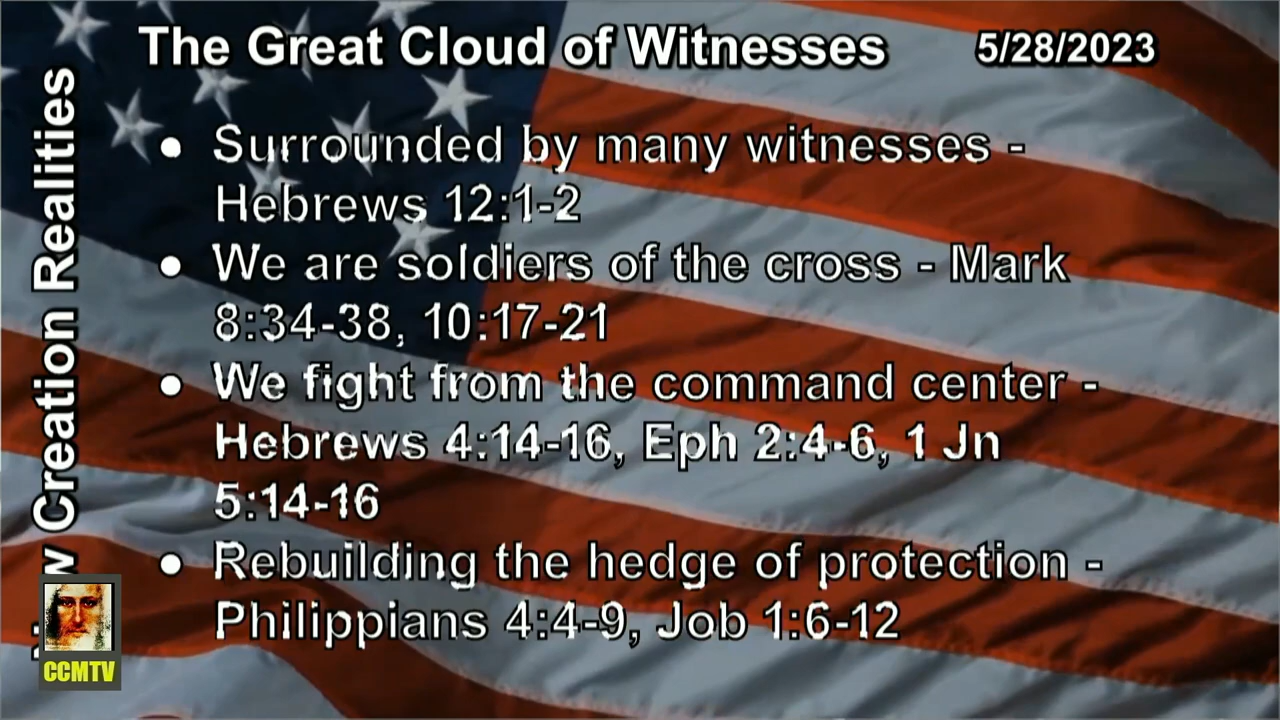 The Great Cloud of Witnesses
5/28/2023
Creation Realities
• Surrounded by many witnesses -
Hebrews 12:1-2
• We are soldiers of the cross - Mark
8:34-38, 10:17-21
• We fight from the command center -
Hebrews 4:14-16, Eph 2:4-6, 1 Jn
5:14-16
• Rebuilding the hedge of protection -
Philippians 4:4-9, Job 1:6-12
CCMTV